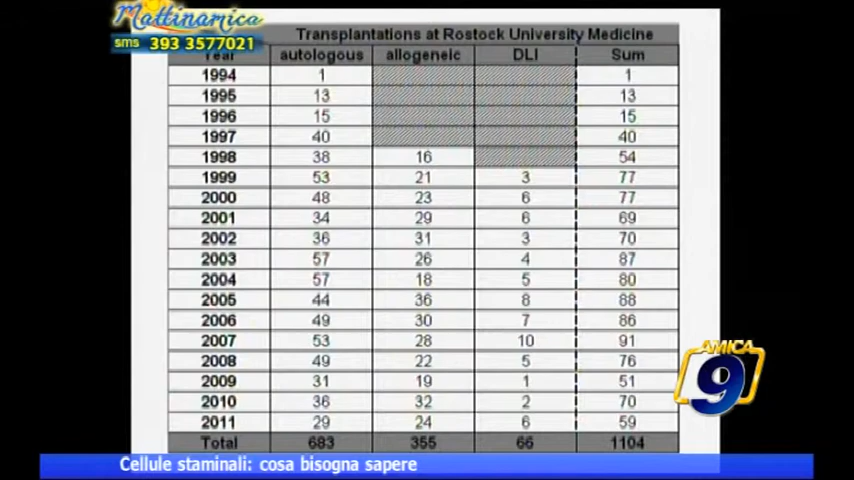 Mattinamica
sms 393 3577021
Transplantations at Rostock University Medicine
Year autologous allogeneic DLI Sum
1994 1 1
1995 13 13
1996 15 15
1997 40 40
1998 38 16 54
1999 53 21 3 77
2000 48 23 6 77
2001 34 29 6 69
2002 36 31 3 70
2003 57 26 4 87
2004 57 18 5 80
2005 44 36 8 88
2006 49 30 7 86
2007 53 28 10 91
2008 49 22 5 76
2009 31 19 1 51
2010 36 32 2 70
2011 29 24 6 59
Total 683 355 66 1104
AMICA
9
Cellule staminali: cosa bisogna sapere